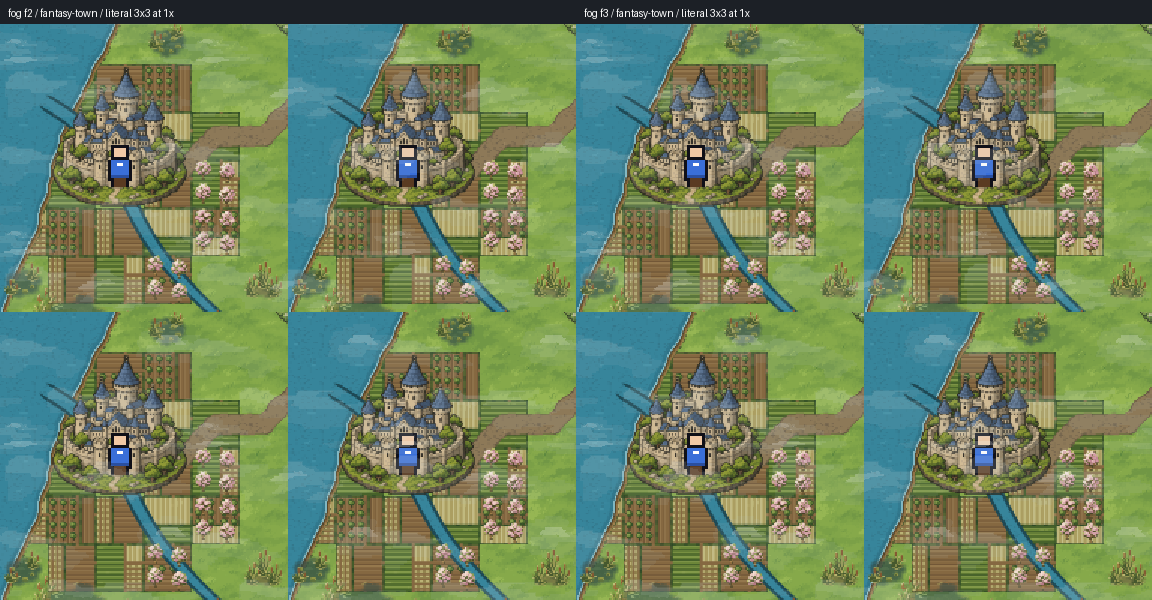 fog f2 / fantasy-town / literal 3x3 at 1x
fog f3 / fantasy-town / literal 3x3 at 1x